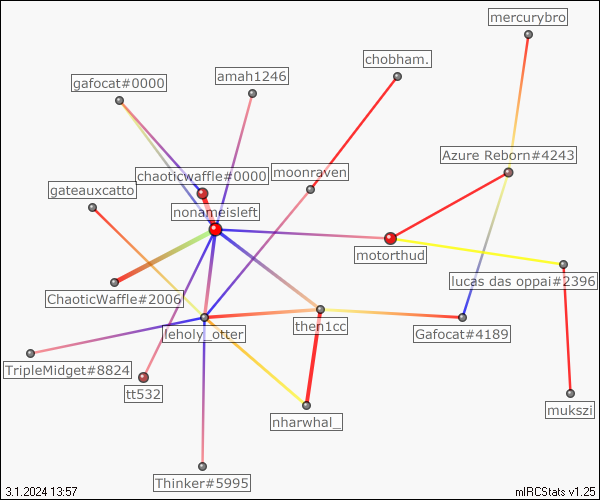 mercurybro
chobham.
amah1246
gafocat#0000
Azure Reborn#4243
chaoticwaffle#0000
moonraven
gateauxcatto
nonameisleft
motorthud
lucas das oppai#2396
ChaoticWaffle#2006
then1cc
leholy_otter
Gafocat#4189
TripleMidget#8824
tt532
mukszi
nharwhal_
Thinker#5995
3.1.2024 13:57
mIRCStats v1.25